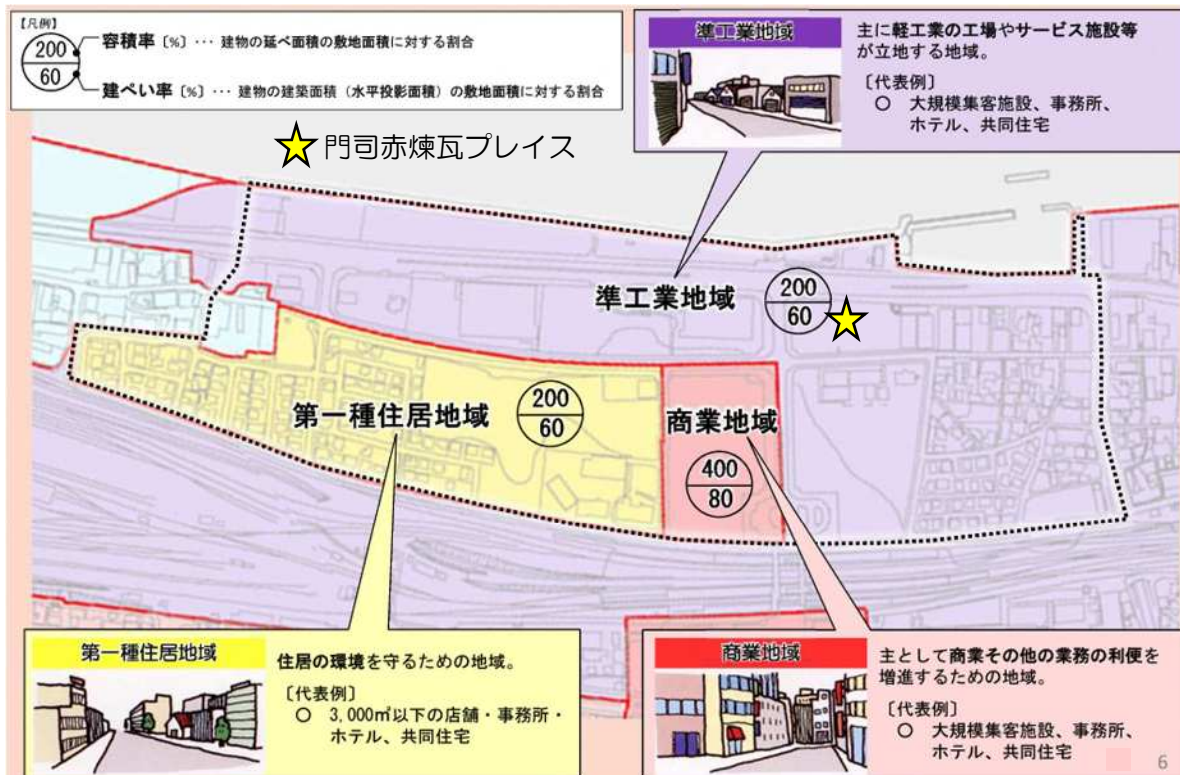 【凡例】
200
60
容積率〔%〕･･･ 建物の延べ面積の敷地面積に対する割合
建ぺい率〔%〕･･･ 建物の建築面積（水平投影面積）の敷地面積に対する割合
門司赤煉瓦プレイス
準工業地域
主に軽工業の工場やサービス施設等
が立地する地域。
〔代表例〕
○ 大規模集客施設、事務所、
ホテル、共同住宅
準工業地域
200
60
第一種住居地域
200
60
商業地域
400
80
第一種住居地域
住居の環境を守るための地域。
〔代表例〕
○ 3,000㎡以下の店舗・事務所・
ホテル、共同住宅
商業地域
主として商業その他の業務の利便を
増進するための地域。
〔代表例〕
○ 大規模集客施設、事務所、
ホテル、共同住宅
6